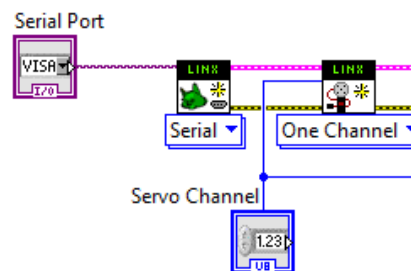 Serial Port
VISA
I/O
LINX
LINX
Serial
One Channel
Servo Channel
1.23
U8